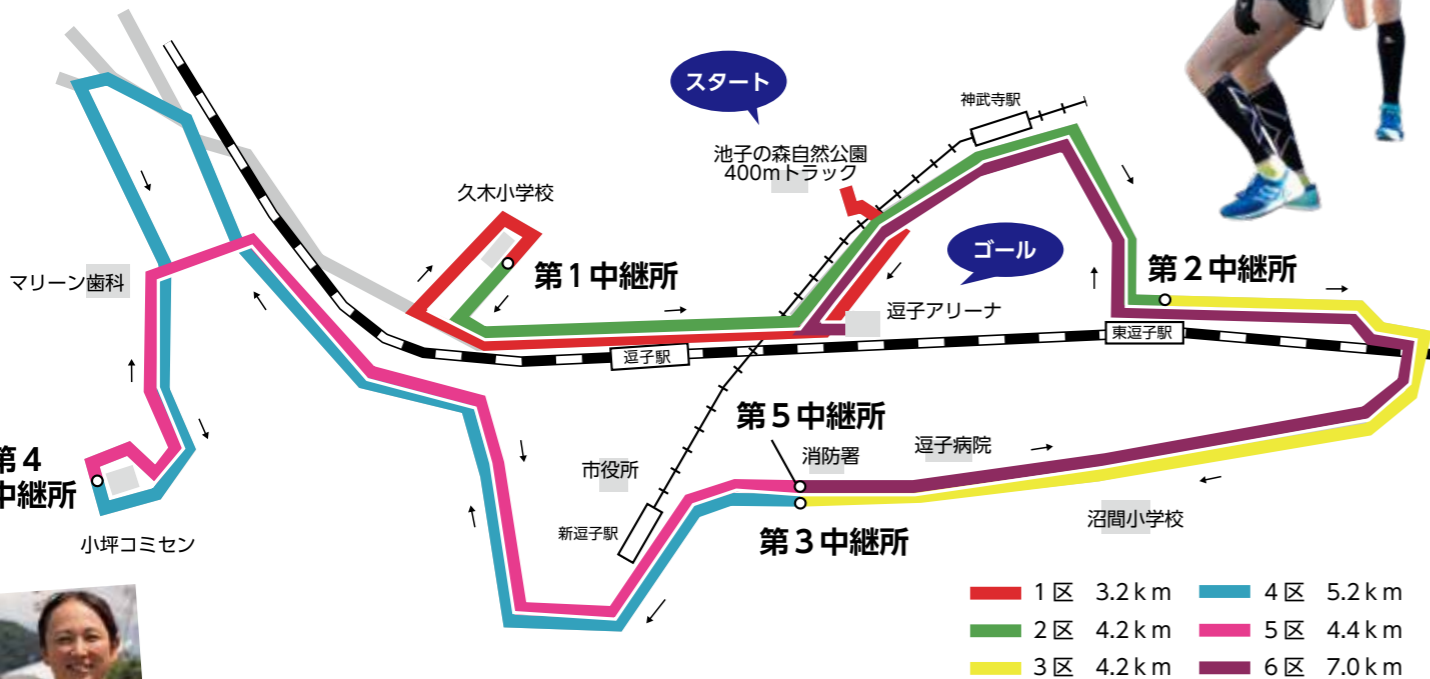 スタート
神武寺駅
池子の森自然公園
400mトラック
久木小学校
ゴール
第1中継所
第2中継所
マリーン歯科
逗子アリーナ
逗子駅
東逗子駅
第5中継所
第4
中継所
市役所
消防署
逗子病院
新逗子駅
第3中継所
沼間小学校
小坪コミセン
1区 3.2km
4区 5.2km
2区 4.2km
5区 4.4km
3区 4.2km
6区 7.0km